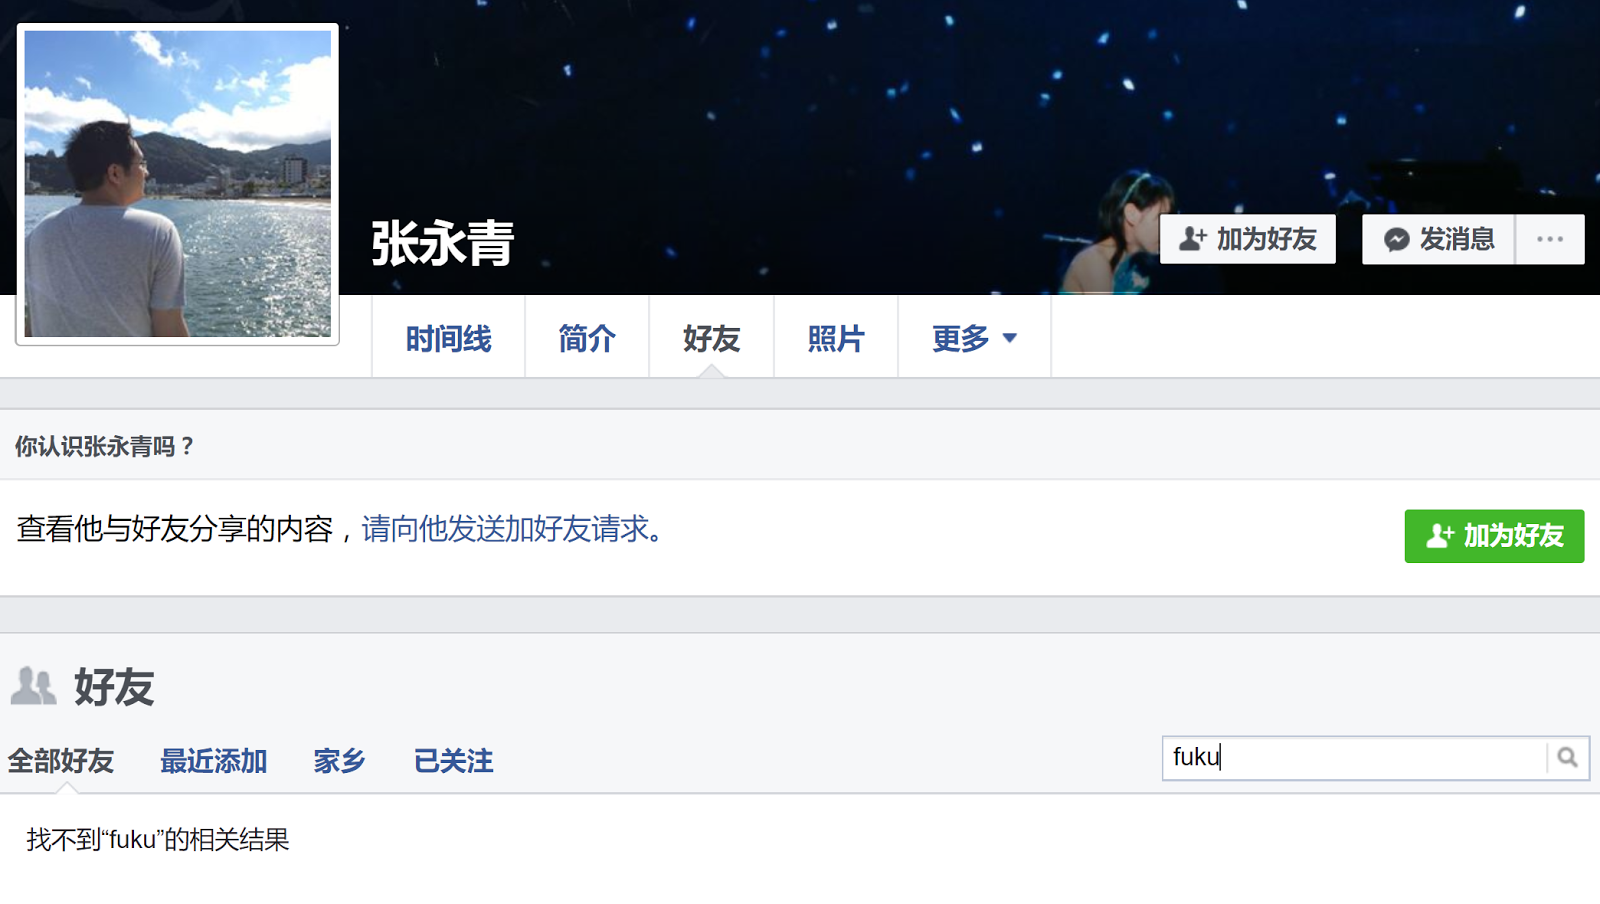 张永青
加为好友
发消息
时间线
简介
好友
照片
更多
你认识张永青吗？
查看他与好友分享的内容，请向他发送加好友请求。
加为好友
好友
全部好友
最近添加
家乡
已关注
fuku
找不到“fuku”的相关结果